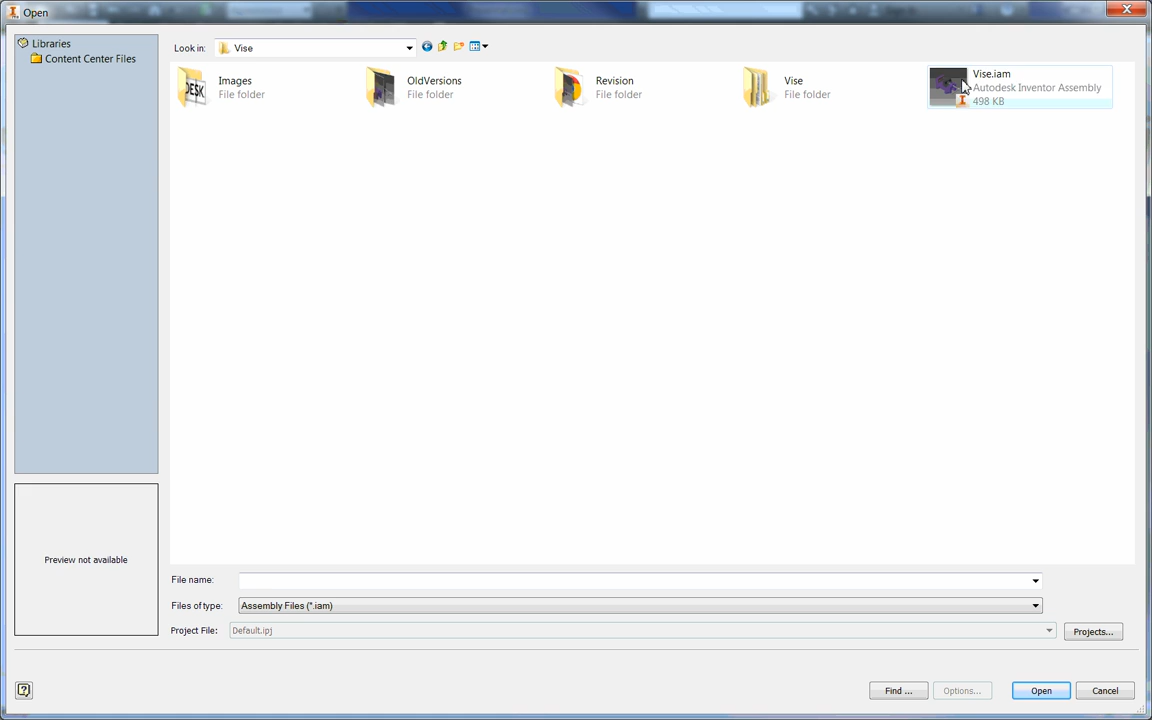 Open
Libraries
Content Center Files
Look in: Vise
Images
File folder
OldVersions
File folder
Revision
File folder
Vise
File folder
Vise.iam
Autodesk Inventor Assembly
498 KB
DESK
Preview not available
File name:
Files of type: Assembly Files (*.iam)
Project File: Default.ipj
Projects...
Find ...
Options...
Open
Cancel